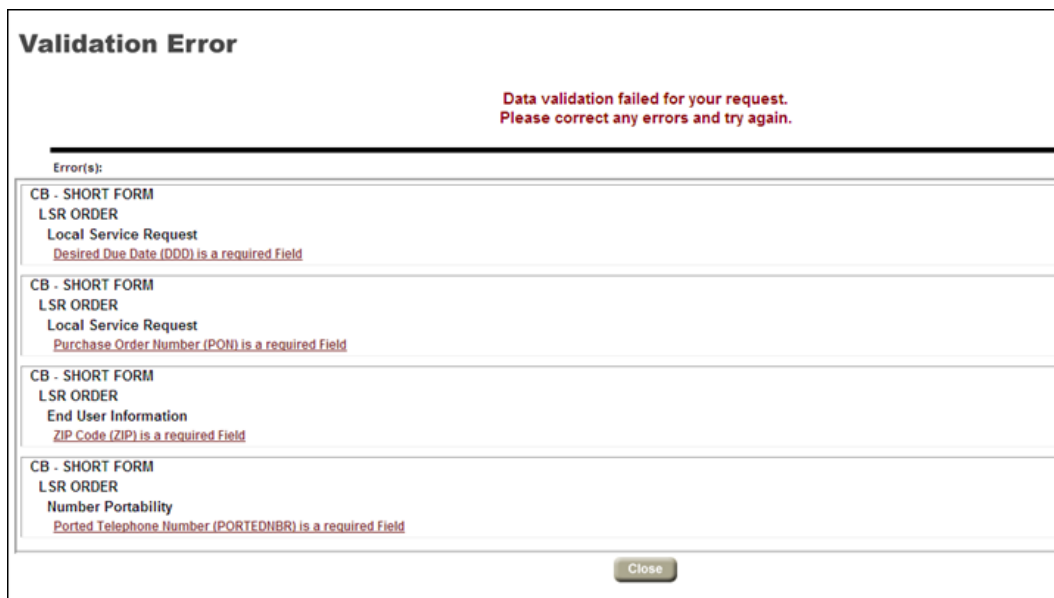 Validation Error
Data validation failed for your request.
Please correct any errors and try again.
Error(s):
CB - SHORT FORM
LSR ORDER
Local Service Request
Desired Due Date (DDD) is a required Field
CB - SHORT FORM
LSR ORDER
Local Service Request
Purchase Order Number (PON) is a required Field
CB - SHORT FORM
LSR ORDER
End User Information
ZIP Code (ZIP) is a required Field
CB - SHORT FORM
LSR ORDER
Number Portability
Ported Telephone Number (PORTEDNBR) is a required Field
Close